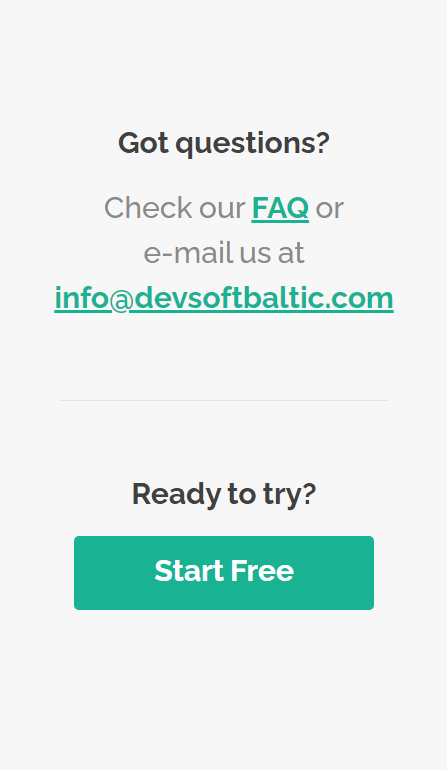 Got questions?
Check our FAQ or
e-mail us at
info@devsoftbaltic.com
Ready to try?
Start Free